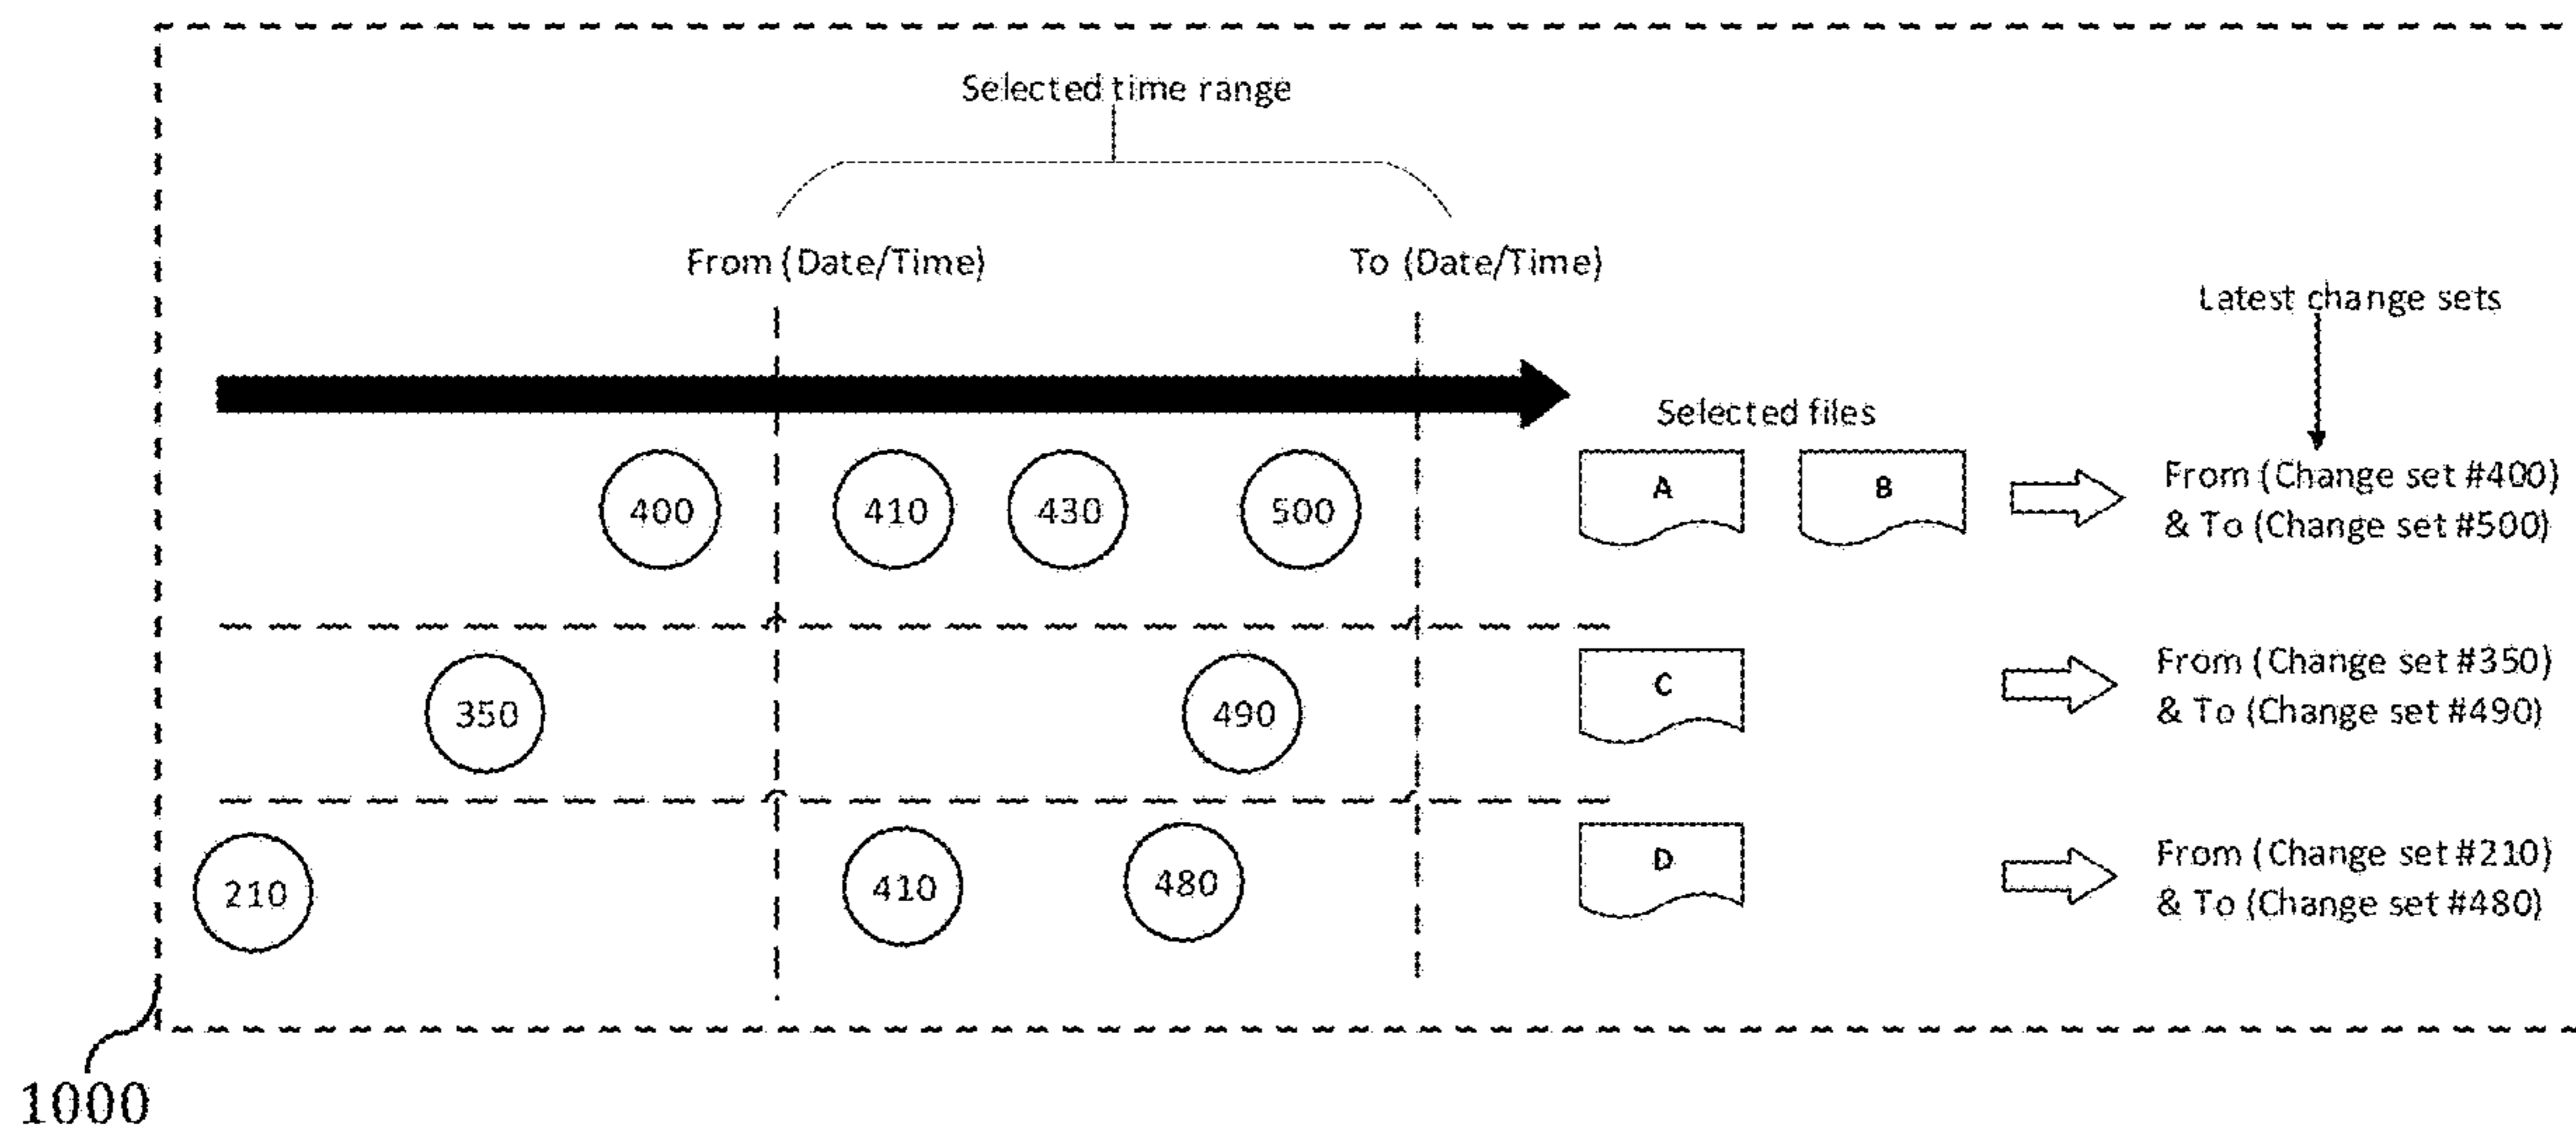 Selected time range
From (Date/Time)
To (Date/Time)
Latest change sets
Selected files
400
410
430
500
A
B
From (Change set #400)
& To (Change set #500)
350
490
C
From (Change set #350)
& To (Change set #490)
210
410
480
D
From (Change set #210)
& To (Change set #480)
1000